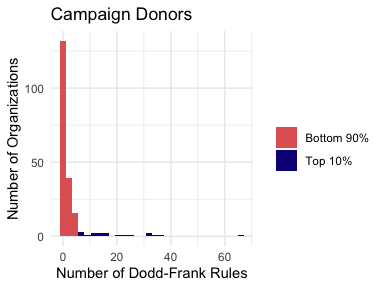 Campaign Donors
Number of Organizations
100
50
0
0 20 40 60
Number of Dodd-Frank Rules
Bottom 90%
Top 10%